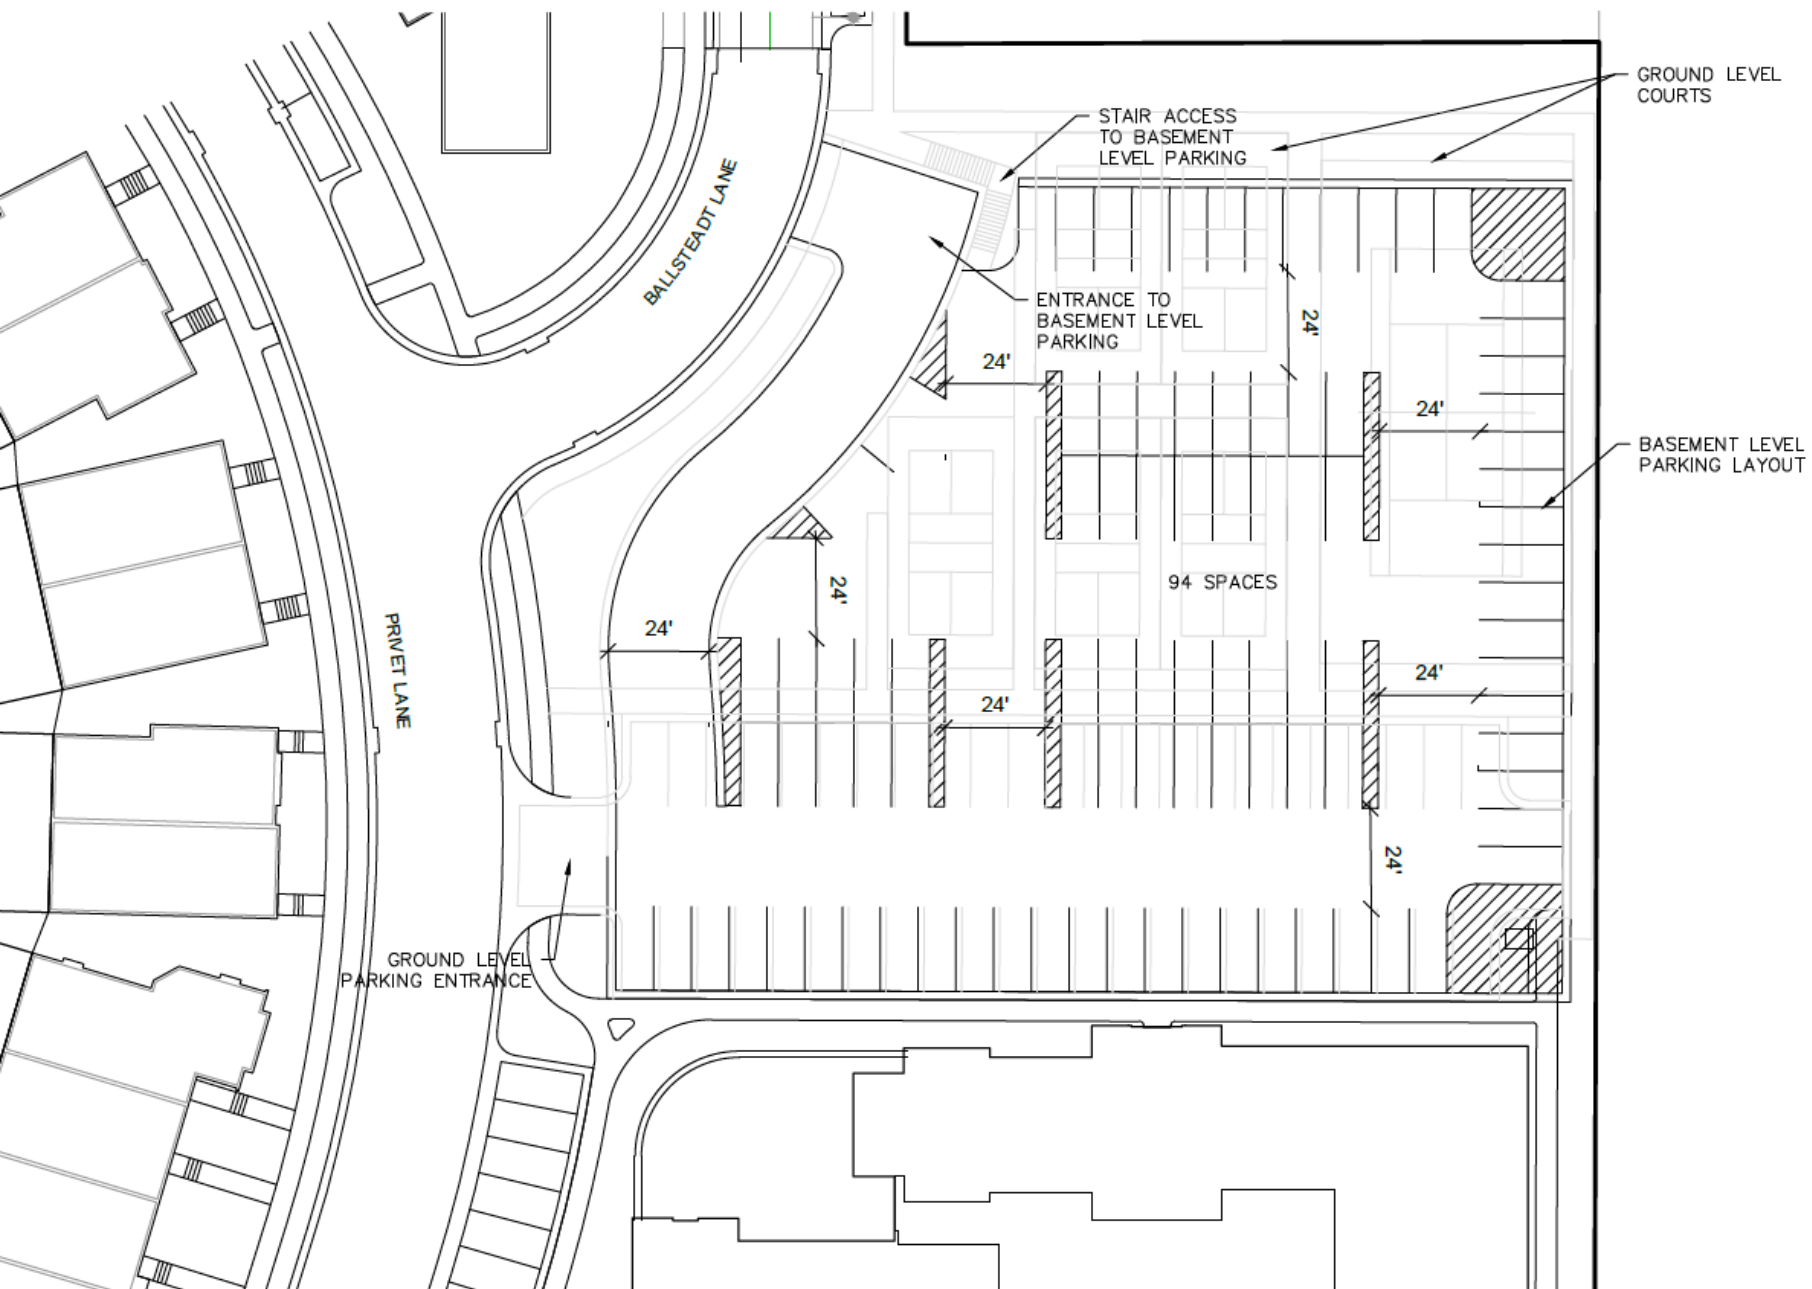 GROUND LEVEL
COURTS
STAIR ACCESS
TO BASEMENT
LEVEL PARKING
BALLSTEADT LANE
ENTRANCE TO
BASEMENT LEVEL
PARKING
24'
24'
24'
BASEMENT LEVEL
PARKING LAYOUT
94 SPACES
24'
24'
PRIVET LANE
24'
24'
24'
GROUND LEVEL
PARKING ENTRANCE